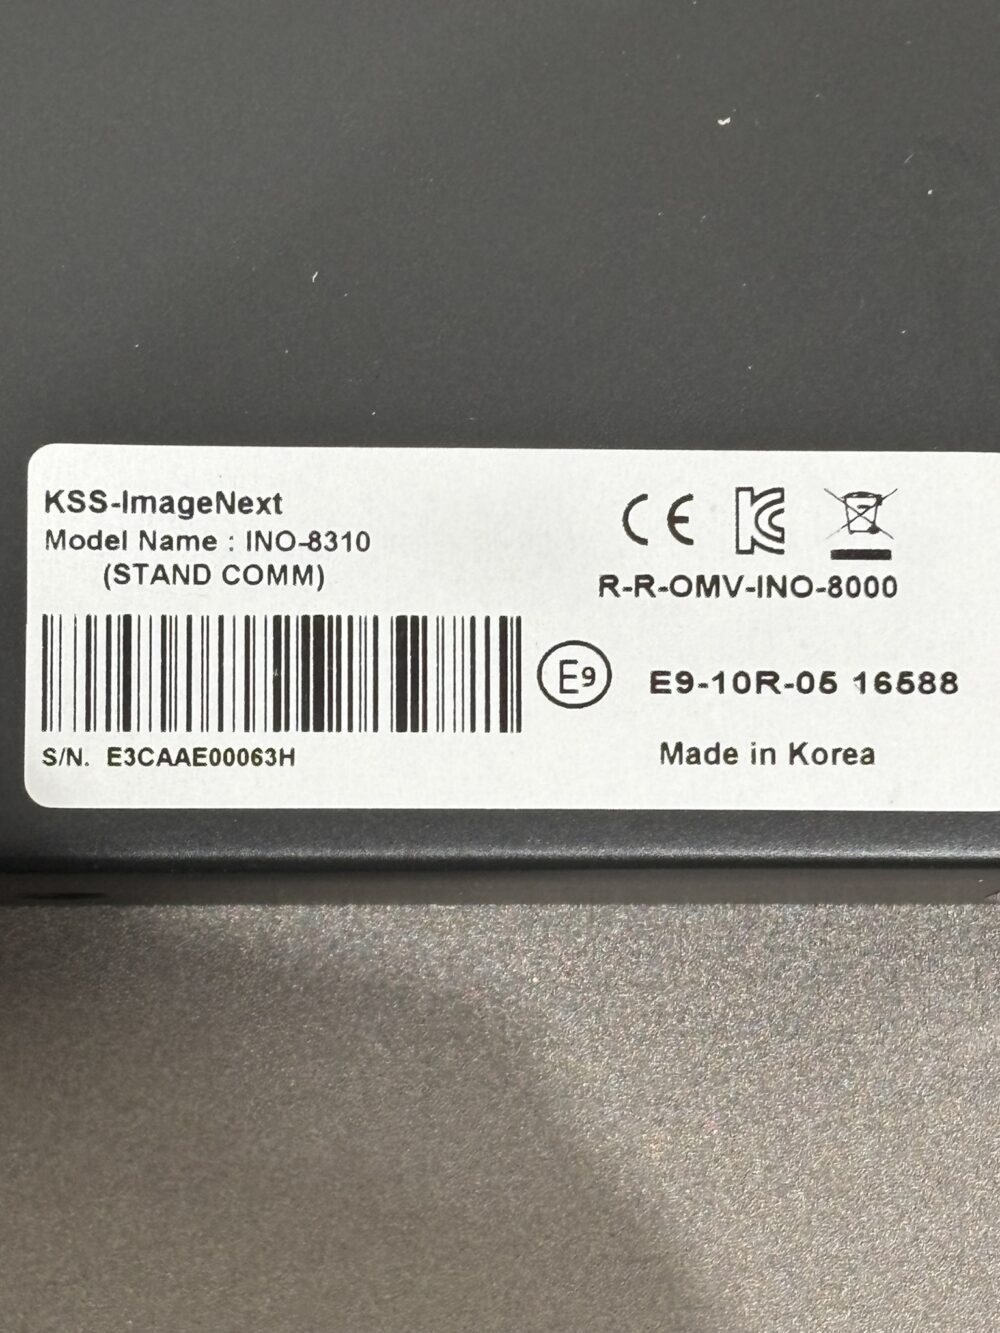 KSS-ImageNext
Model Name : INO-8310
(STAND COMM)
CE
R-R-OMV-INO-8000
E9
E9-10R-05 16588
S/N. E3CAAE00063H
Made in Korea